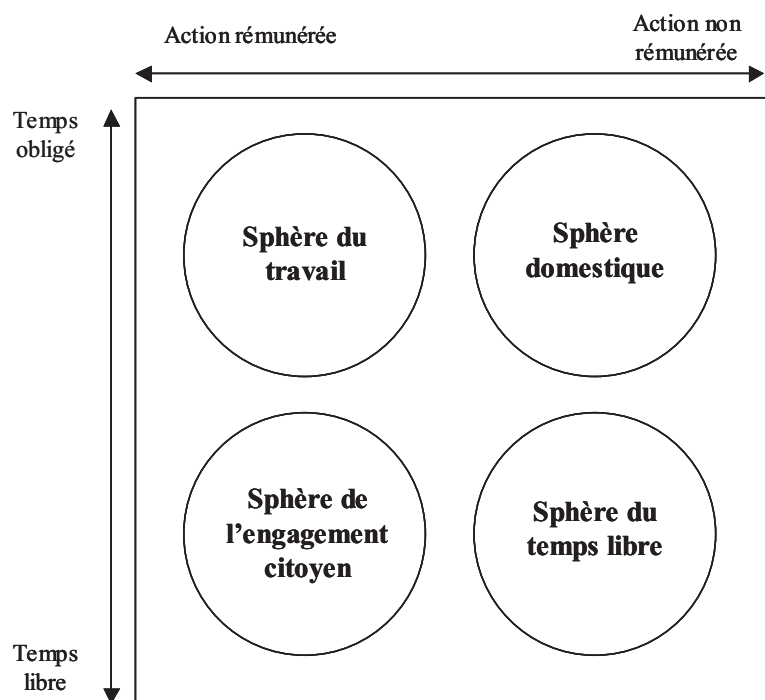 Action rémunérée
Action non
rémunérée
Temps
obligé
Sphère du
travail
Sphère
domestique
Sphère de
l’engagement
citoyen
Sphère du
temps libre
Temps
libre